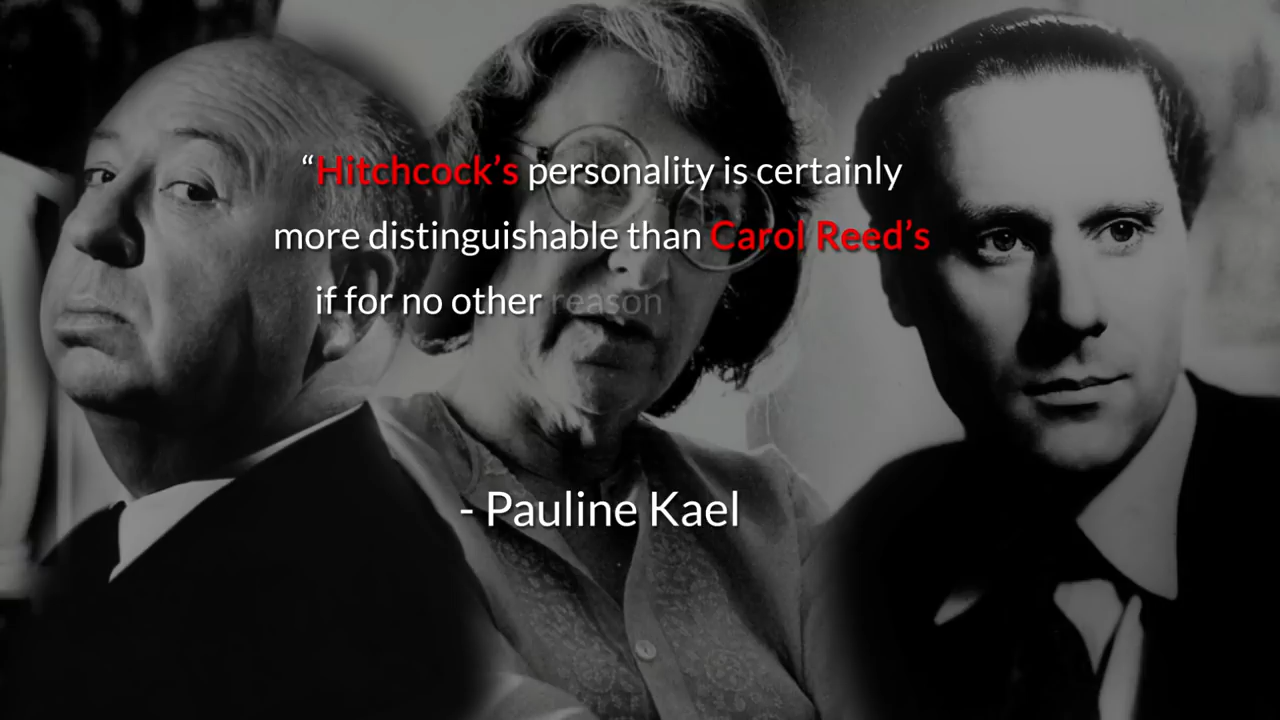 “Hitchcock’s personality is certainly
more distinguishable than Carol Reed’s
if for no other reason
- Pauline Kael